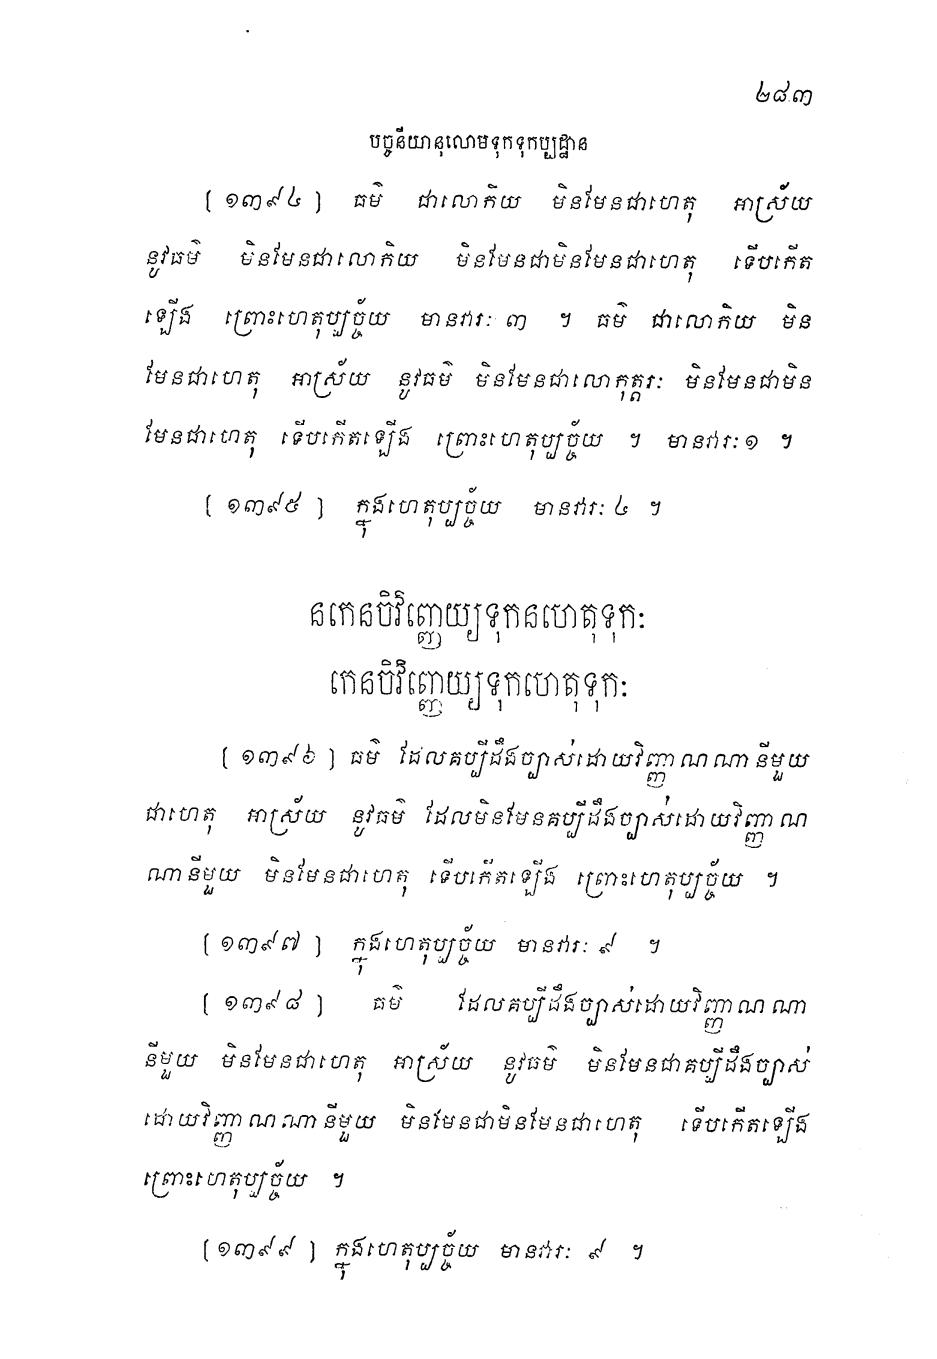 ២៨៣
បច្ចនីយានុលោមទុកទុកប្បដ្ឋាន
[ ១៣៩៤ ] ធម៌ ជាលោកិយ មិនមែនជាហេតុ អាស្រ័យ
នូវធម៌ មិនមែនជាលោកិយ មិនមែនជាមិនមែនជាហេតុ ទើបកើត
ឡើង ព្រោះហេតុប្បច្ច័យ មានវារៈ ៣ ។ ធម៌ ជាលោកិយ មិន
មែនជាហេតុ អាស្រ័យ នូវធម៌ មិនមែនជាលោកុត្តរៈ មិនមែនជាមិន
មែនជាហេតុ ទើបកើតឡើង ព្រោះហេតុប្បច្ច័យ ។ មានវារៈ ១ ។
[ ១៣៩៥ ] ក្នុងហេតុប្បច្ច័យ មានវារៈ ៤ ។
នកេនចិវិញ្ញេយ្យទុកនហេតុទុកៈ
កេនចិវិញ្ញេយ្យទុកហេតុទុកៈ
[ ១៣៩៦ ] ធម៌ ដែលគប្បីដឹងច្បាស់ដោយវិញ្ញាណណានីមួយ
ជាហេតុ អាស្រ័យ នូវធម៌ ដែលមិនមែនគប្បីដឹងច្បាស់ដោយវិញ្ញាណ
ណានីមួយ មិនមែនជាហេតុ ទើបកើតឡើង ព្រោះហេតុប្បច្ច័យ ។
[ ១៣៩៧ ] ក្នុងហេតុប្បច្ច័យ មានវារៈ ៩ ។
[ ១៣៩៨ ] ធម៌ ដែលគប្បីដឹងច្បាស់ដោយវិញ្ញាណណា
នីមួយ មិនមែនជាហេតុ អាស្រ័យ នូវធម៌ មិនមែនជាគប្បីដឹងច្បាស់
ដោយវិញ្ញាណណានីមួយ មិនមែនជាមិនមែនជាហេតុ ទើបកើតឡើង
ព្រោះហេតុប្បច្ច័យ ។
[ ១៣៩៩ ] ក្នុងហេតុប្បច្ច័យ មានវារៈ ៩ ។